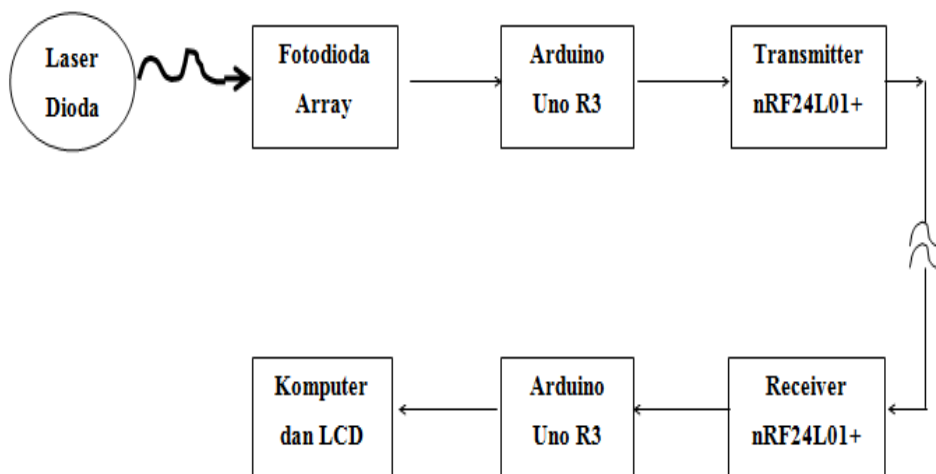 Laser
Dioda
Fotodioda
Array
Arduino
Uno R3
Transmitter
nRF24L01+
Komputer
dan LCD
Arduino
Uno R3
Receiver
nRF24L01+